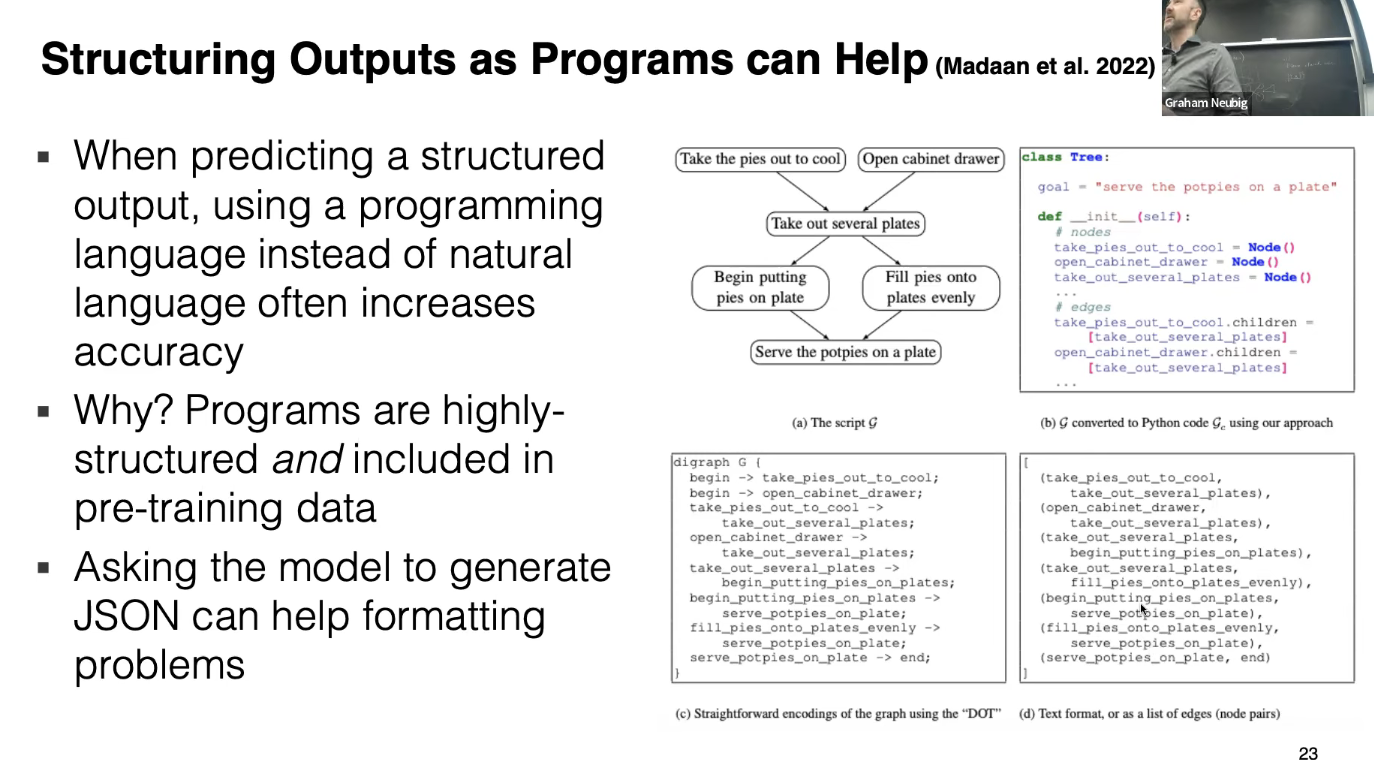 Structuring Outputs as Programs can Help (Madaan et al. 2022)
Graham Neubig
▪ When predicting a structured
output, using a programming
language instead of natural
language often increases
accuracy
▪ Why? Programs are highly-
structured and included in
pre-training data
▪ Asking the model to generate
JSON can help formatting
problems
Take the pies out to cool
Open cabinet drawer
Take out several plates
Begin putting
pies on plate
Fill pies onto
plates evenly
Serve the potpies on a plate
(a) The script G
class Tree:
goal = "serve the potpies on a plate"
def __init__(self):
# nodes
take_pies_out_to_cool = Node()
open_cabinet_drawer = Node()
take_out_several_plates = Node()
...
# edges
take_pies_out_to_cool.children =
[take_out_several_plates]
open_cabinet_drawer.children =
[take_out_several_plates]
...
(b) G converted to Python code Gc using our approach
digraph G {
begin -> take_pies_out_to_cool;
begin -> open_cabinet_drawer;
take_pies_out_to_cool ->
take_out_several_plates;
open_cabinet_drawer ->
take_out_several_plates;
take_out_several_plates ->
begin_putting_pies_on_plates;
begin_putting_pies_on_plates ->
serve_potpies_on_plate;
fill_pies_onto_plates_evenly ->
serve_potpies_on_plate;
serve_potpies_on_plate -> end;
}
(c) Straightforward encodings of the graph using the “DOT”
[
(take_pies_out_to_cool,
take_out_several_plates),
(open_cabinet_drawer,
take_out_several_plates),
(take_out_several_plates,
begin_putting_pies_on_plates),
(take_out_several_plates,
fill_pies_onto_plates_evenly),
(begin_putting_pies_on_plates,
serve_potpies_on_plate),
(fill_pies_onto_plates_evenly,
serve_potpies_on_plate),
(serve_potpies_on_plate, end)
]
(d) Text format, or as a list of edges (node pairs)
23